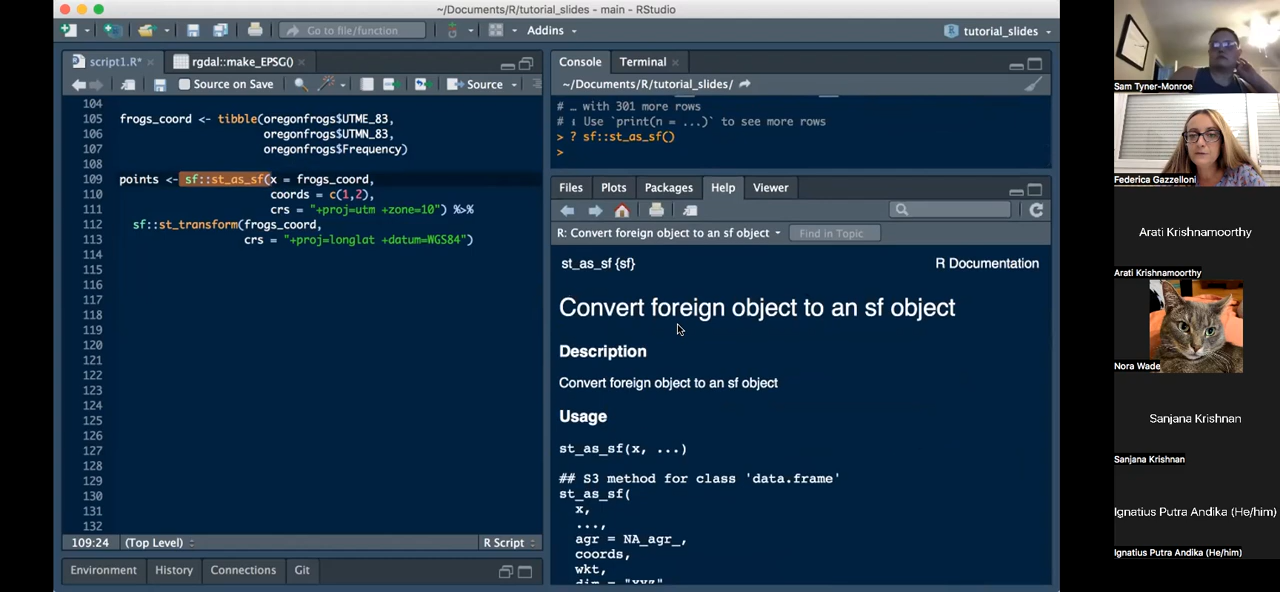 ~/Documents/R/tutorial_slides - main - RStudio
Go to file/function
Addins
tutorial_slides
script1.R*
rgdal::make_EPSG()
Source on Save
Source
104
105 frogs_coord <- tibble(oregonfrogs$UTME_83,
106 oregonfrogs$UTMN_83,
107 oregonfrogs$Frequency)
108
109 points <- sf::st_as_sf(x = frogs_coord,
110 coords = c(1,2),
111 crs = "+proj=utm +zone=10") %>%
112 sf::st_transform(frogs_coord,
113 crs = "+proj=longlat +datum=WGS84")
114
115
116
117
118
119
120
121
122
123
124
125
126
127
128
129
130
131
132
109:24 (Top Level) R Script
Environment History Connections Git
Console Terminal
~/Documents/R/tutorial_slides/
# … with 301 more rows
# ℹ Use `print(n = ...)` to see more rows
> ? sf::st_as_sf()
>
Files Plots Packages Help Viewer
R: Convert foreign object to an sf object
Find in Topic
st_as_sf {sf} R Documentation
Convert foreign object to an sf object
Description
Convert foreign object to an sf object
Usage
st_as_sf(x, ...)
## S3 method for class 'data.frame'
st_as_sf(
x,
...,
agr = NA_agr_,
coords,
wkt,
dim = "XYZ"
Sam Tyner-Monroe
Federica Gazzelloni
Arati Krishnamoorthy
Arati Krishnamoorthy
Nora Wade
Sanjana Krishnan
Sanjana Krishnan
Ignatius Putra Andika (He/him)
Ignatius Putra Andika (He/him)